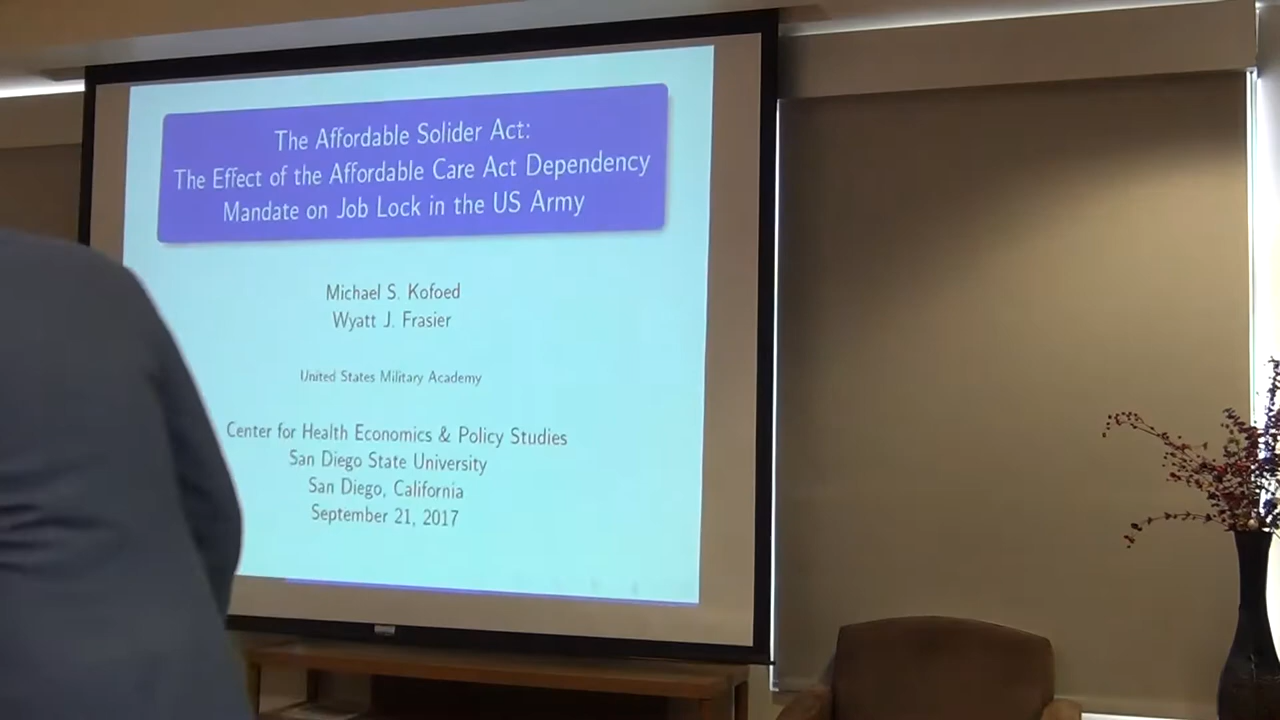 The Affordable Solider Act:
The Effect of the Affordable Care Act Dependency
Mandate on Job Lock in the US Army
Michael S. Kofoed
Wyatt J. Frasier
United States Military Academy
Center for Health Economics & Policy Studies
San Diego State University
San Diego, California
September 21, 2017